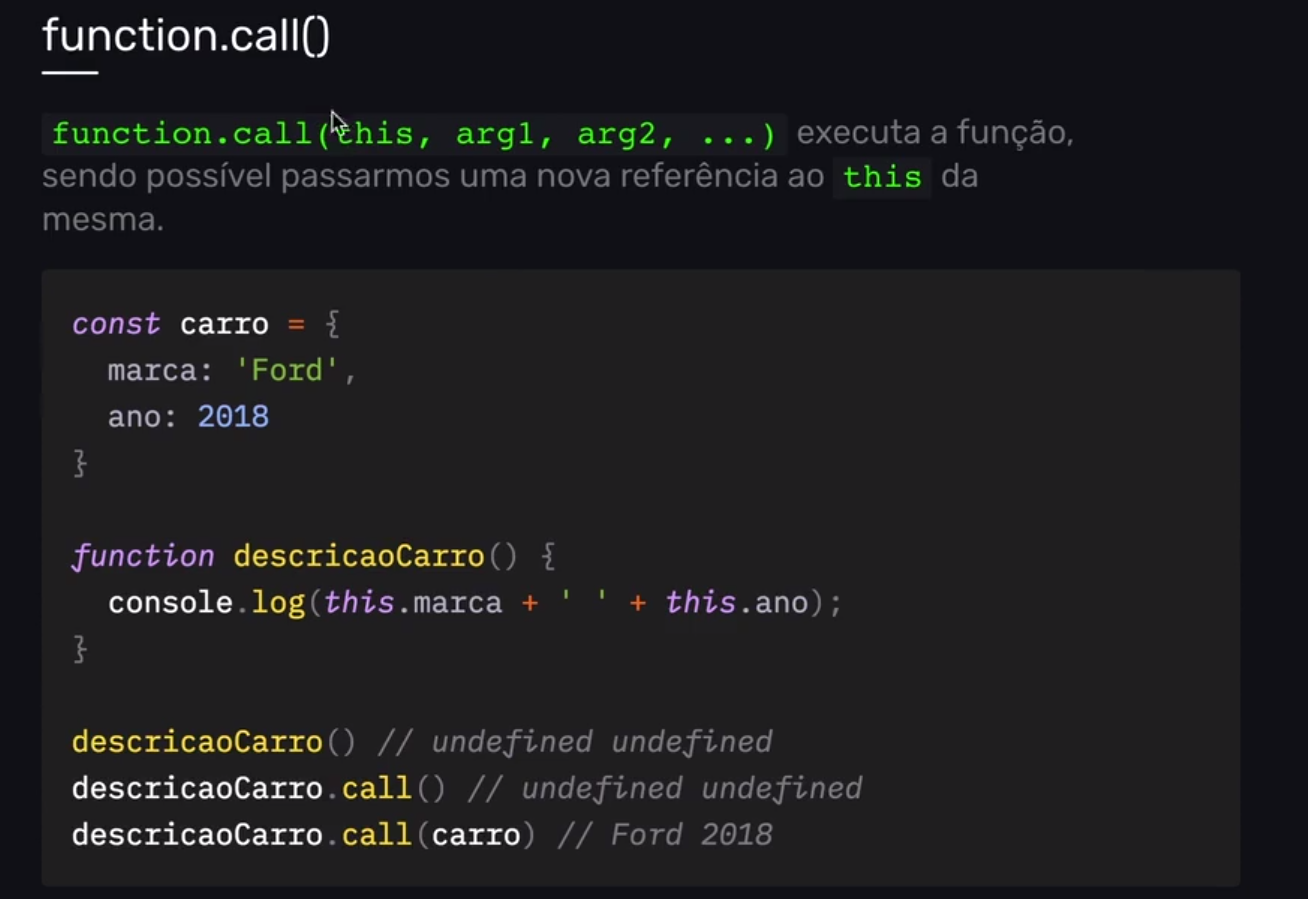 function.call()
function.call(this, arg1, arg2, ...) executa a função,
sendo possível passarmos uma nova referência ao this da
mesma.
const carro = {
  marca: 'Ford',
  ano: 2018
}
function descricaoCarro() {
  console.log(this.marca + ' ' + this.ano);
}
descricaoCarro() // undefined undefined
descricaoCarro.call() // undefined undefined
descricaoCarro.call(carro) // Ford 2018